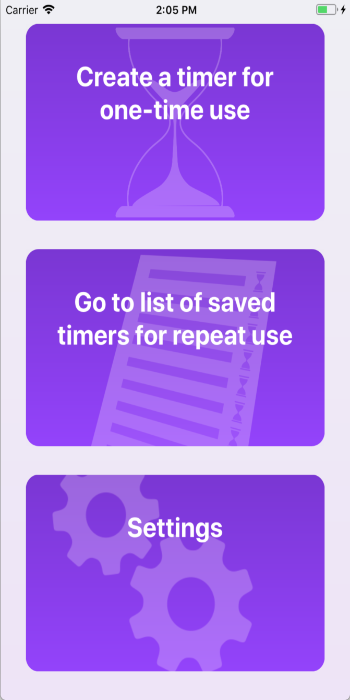 Carrier 2:05 PM
Create a timer for
one-time use
Go to list of saved
timers for repeat use
Settings